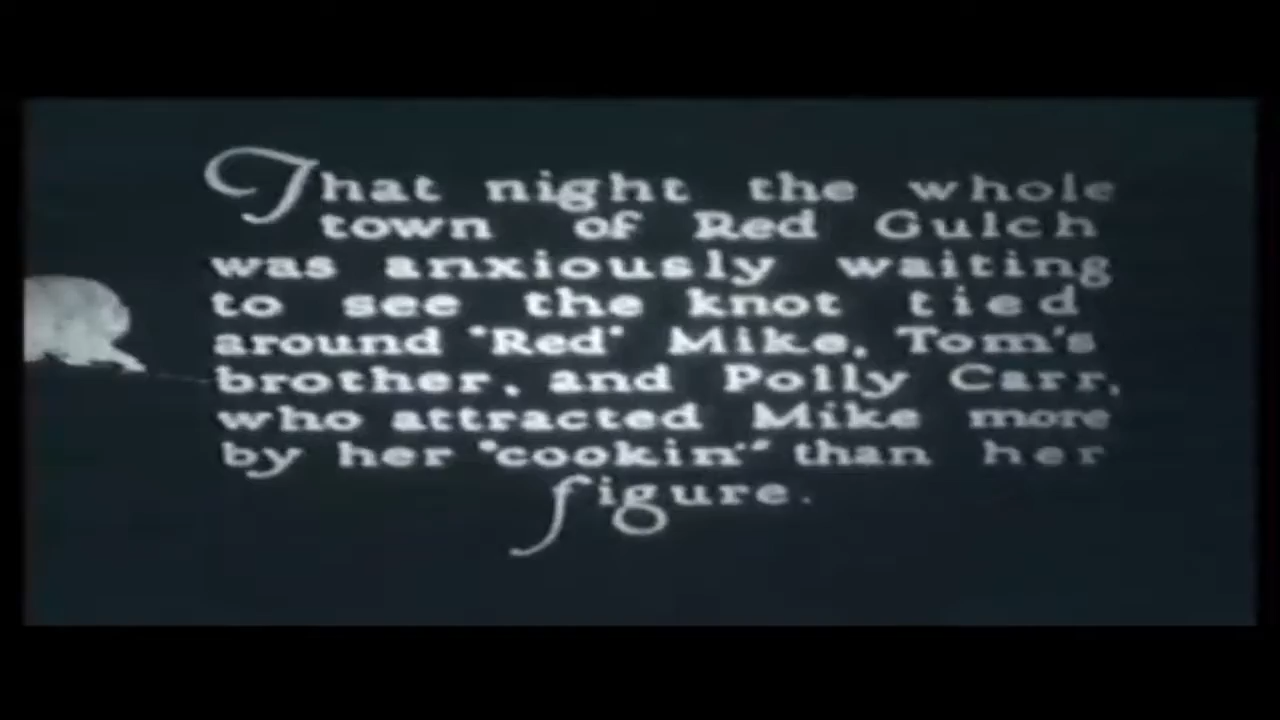 That night the whole
town of Red Gulch
was anxiously waiting
to see the knot tied
around "Red" Mike, Tom's
brother, and Polly Carr,
who attracted Mike more
by her "cookin'" than her
figure.